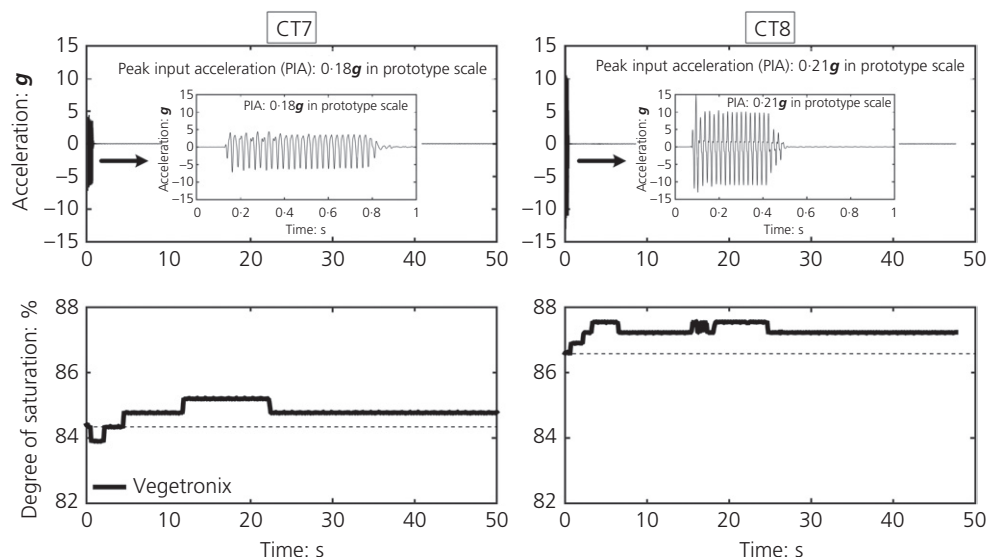 CT7
CT8
15
10
5
0
−5
−10
−15
Acceleration: g
Peak input acceleration (PIA): 0·18g in prototype scale
PIA: 0·18g in prototype scale
15
10
5
0
−5
−10
−15
Acceleration: g
0 0·2 0·4 0·6 0·8 1
Time: s
0 10 20 30 40 50
15
10
5
0
−5
−10
−15
Peak input acceleration (PIA): 0·21g in prototype scale
PIA: 0·21g in prototype scale
15
10
5
0
−5
−10
−15
Acceleration: g
0 0·2 0·4 0·6 0·8 1
Time: s
0 10 20 30 40 50
88
86
84
82
Degree of saturation: %
Vegetronix
0 10 20 30 40 50
Time: s
88
86
84
82
0 10 20 30 40 50
Time: s